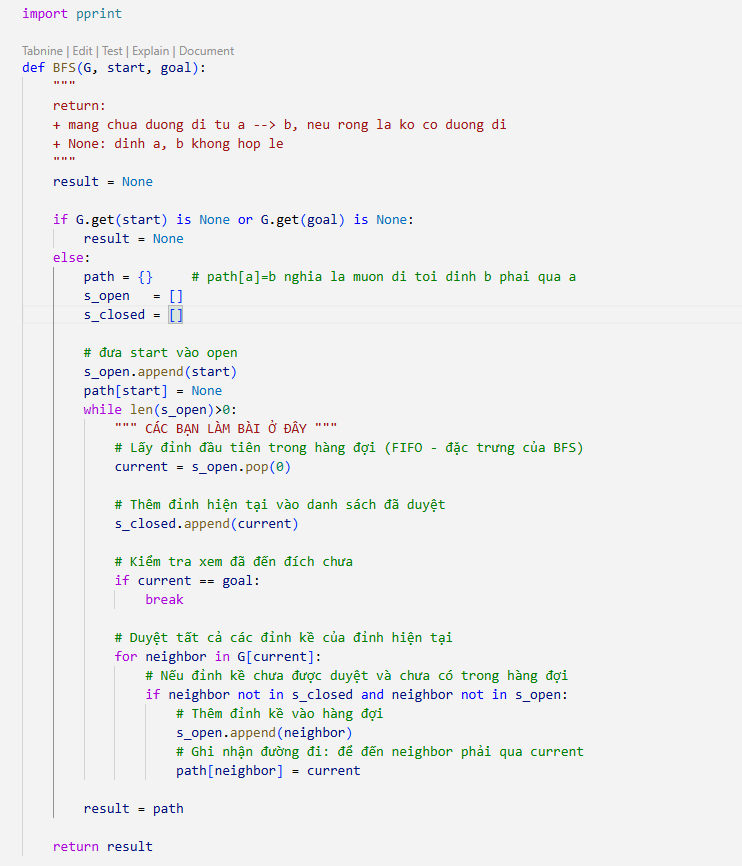 import pprint
Tabnine | Edit | Test | Explain | Document
def BFS(G, start, goal):
    """
    return:
    + mang chua duong di tu a --> b, neu rong la ko co duong di
    + None: dinh a, b khong hop le
    """
    result = None
    if G.get(start) is None or G.get(goal) is None:
        result = None
    else:
        path = {}     # path[a]=b nghia la muon di toi dinh b phai qua a
        s_open   = []
        s_closed = []
        # đưa start vào open
        s_open.append(start)
        path[start] = None
        while len(s_open)>0:
            """ CÁC BẠN LÀM BÀI Ở ĐÂY """
            # Lấy đỉnh đầu tiên trong hàng đợi (FIFO - đặc trưng của BFS)
            current = s_open.pop(0)
            # Thêm đỉnh hiện tại vào danh sách đã duyệt
            s_closed.append(current)
            # Kiểm tra xem đã đến đích chưa
            if current == goal:
                break
            # Duyệt tất cả các đỉnh kề của đỉnh hiện tại
            for neighbor in G[current]:
                # Nếu đỉnh kề chưa được duyệt và chưa có trong hàng đợi
                if neighbor not in s_closed and neighbor not in s_open:
                    # Thêm đỉnh kề vào hàng đợi
                    s_open.append(neighbor)
                    # Ghi nhận đường đi: để đến neighbor phải qua current
                    path[neighbor] = current
        result = path
    return result